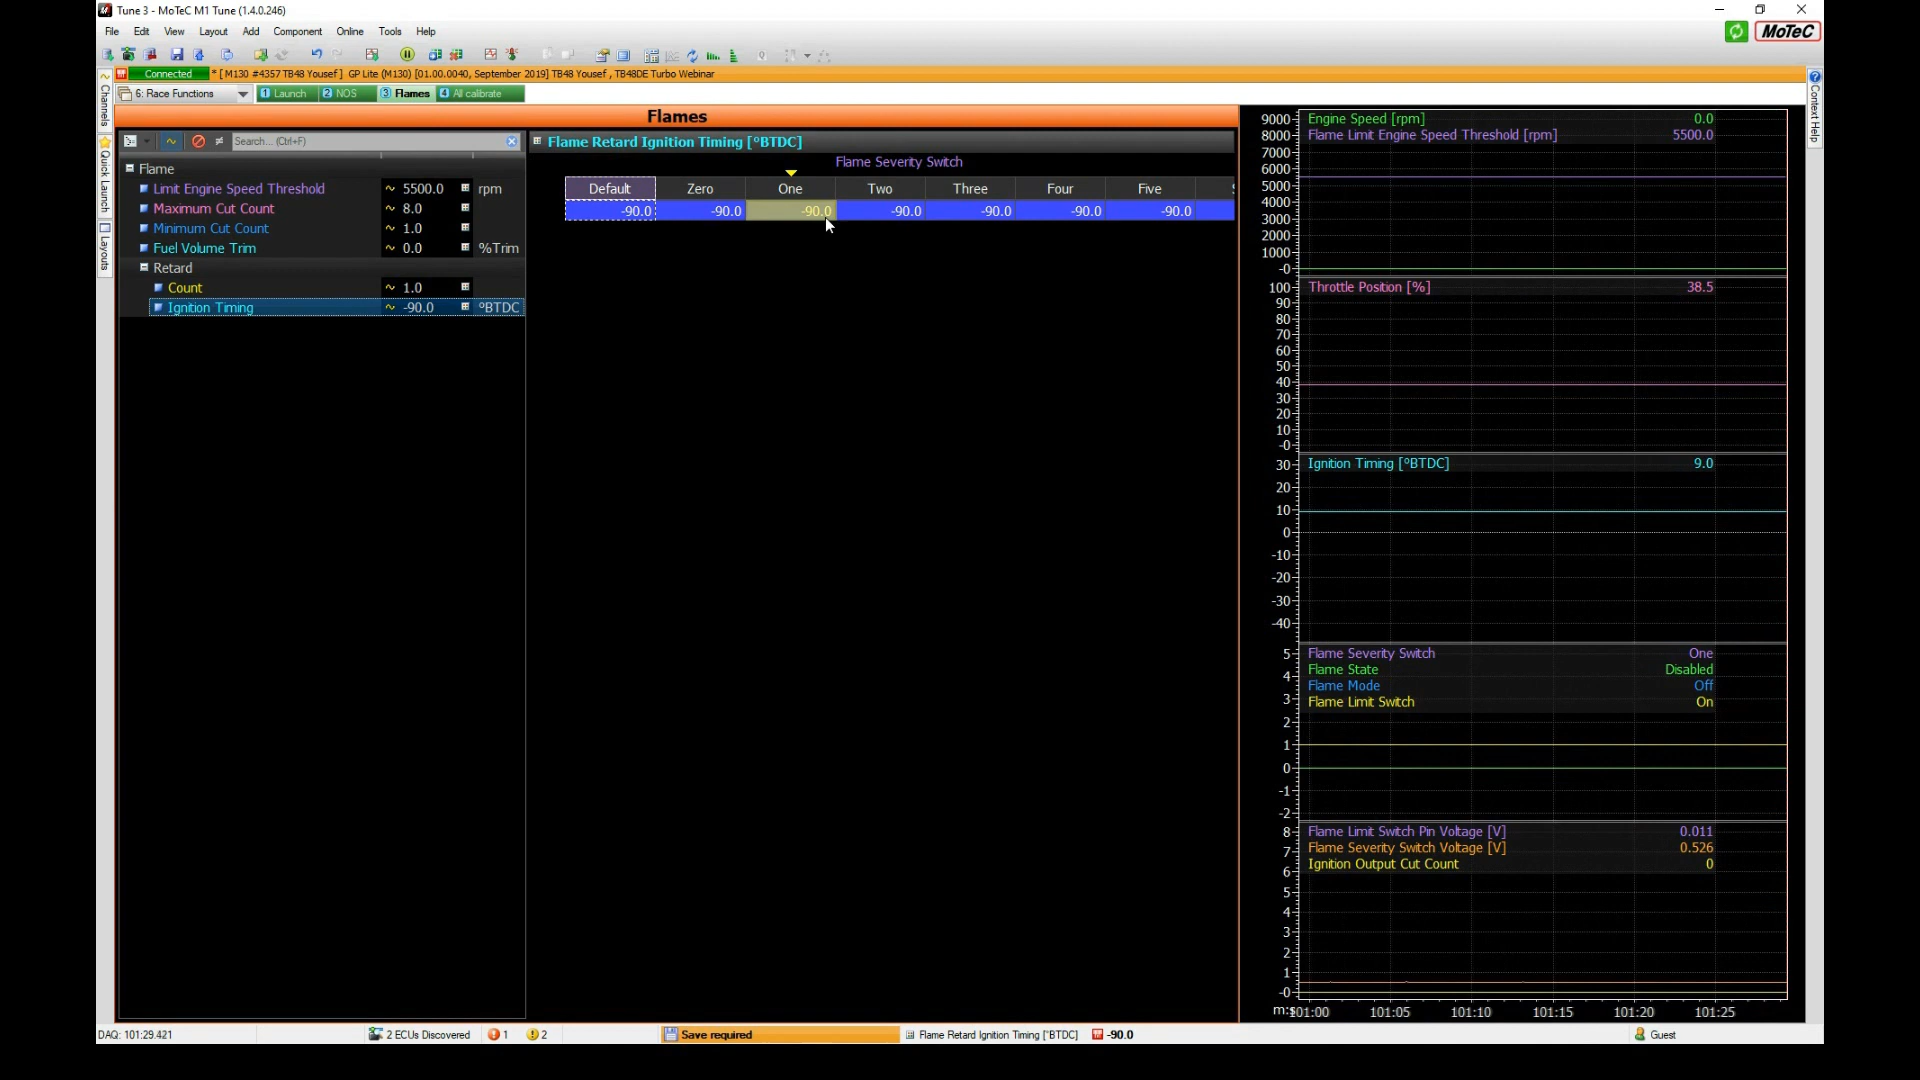 Tune 3 - MoTeC M1 Tune (1.4.0.246)
File Edit View Layout Add Component Online Tools Help
MoTeC
Connected * [ M130 #4357 TB48 Yousef ] GP Lite (M130) [01.00.0040, September 2019] TB48 Yousef , TB48DE Turbo Webinar
6: Race Functions 1 Launch 2 NOS 3 Flames 4 All calibrate
Channels
Quick Launch
Layouts
Context Help
Flames
Search... (Ctrl+F)
Flame
Limit Engine Speed Threshold 5500.0 rpm
Maximum Cut Count 8.0
Minimum Cut Count 1.0
Fuel Volume Trim 0.0 %Trim
Retard
Count 1.0
Ignition Timing -90.0 ºBTDC
Flame Retard Ignition Timing [ºBTDC]
Flame Severity Switch
Default Zero One Two Three Four Five
-90.0 -90.0 -90.0 -90.0 -90.0 -90.0 -90.0
9000 Engine Speed [rpm] 0.0
8000 Flame Limit Engine Speed Threshold [rpm] 5500.0
7000
6000
5000
4000
3000
2000
1000
-0
100 Throttle Position [%] 38.5
90
80
70
60
50
40
30
20
10
-0
30 Ignition Timing [ºBTDC] 9.0
20
10
0
-10
-20
-30
-40
5 Flame Severity Switch One
Flame State Disabled
4
Flame Mode Off
3 Flame Limit Switch On
2
1
0
-1
-2
8 Flame Limit Switch Pin Voltage [V] 0.011
7 Flame Severity Switch Voltage [V] 0.526
Ignition Output Cut Count 0
6
5
4
3
2
1
-0
m:s 101:00 101:05 101:10 101:15 101:20 101:25
DAQ: 101:29.421 2 ECUs Discovered 1 2 Save required Flame Retard Ignition Timing [°BTDC] -90.0 Guest